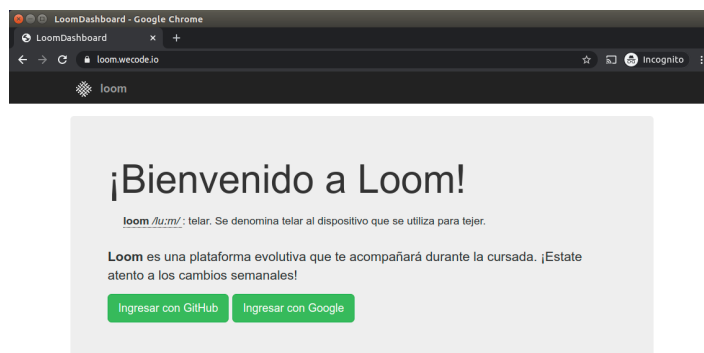 LoomDashboard - Google Chrome
LoomDashboard
loom.wecode.io
Incognito
loom
¡Bienvenido a Loom!
loom /lu:m/ : telar. Se denomina telar al dispositivo que se utiliza para tejer.
Loom es una plataforma evolutiva que te acompañará durante la cursada. ¡Estate
atento a los cambios semanales!
Ingresar con GitHub Ingresar con Google